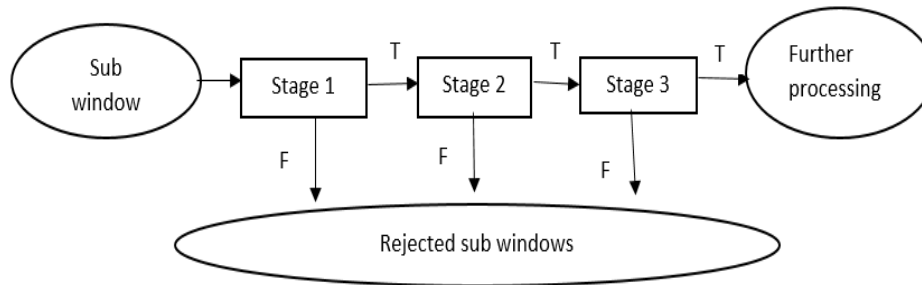 Sub
window
Stage 1
T
Stage 2
T
Stage 3
T
Further
processing
F
F
F
Rejected sub windows